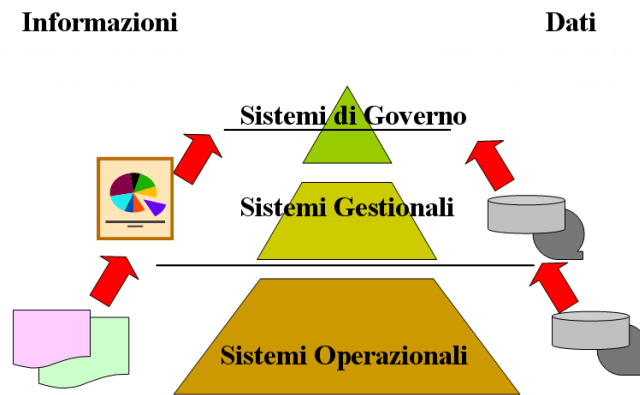 Informazioni
Dati
Sistemi di Governo
Sistemi Gestionali
Sistemi Operazionali